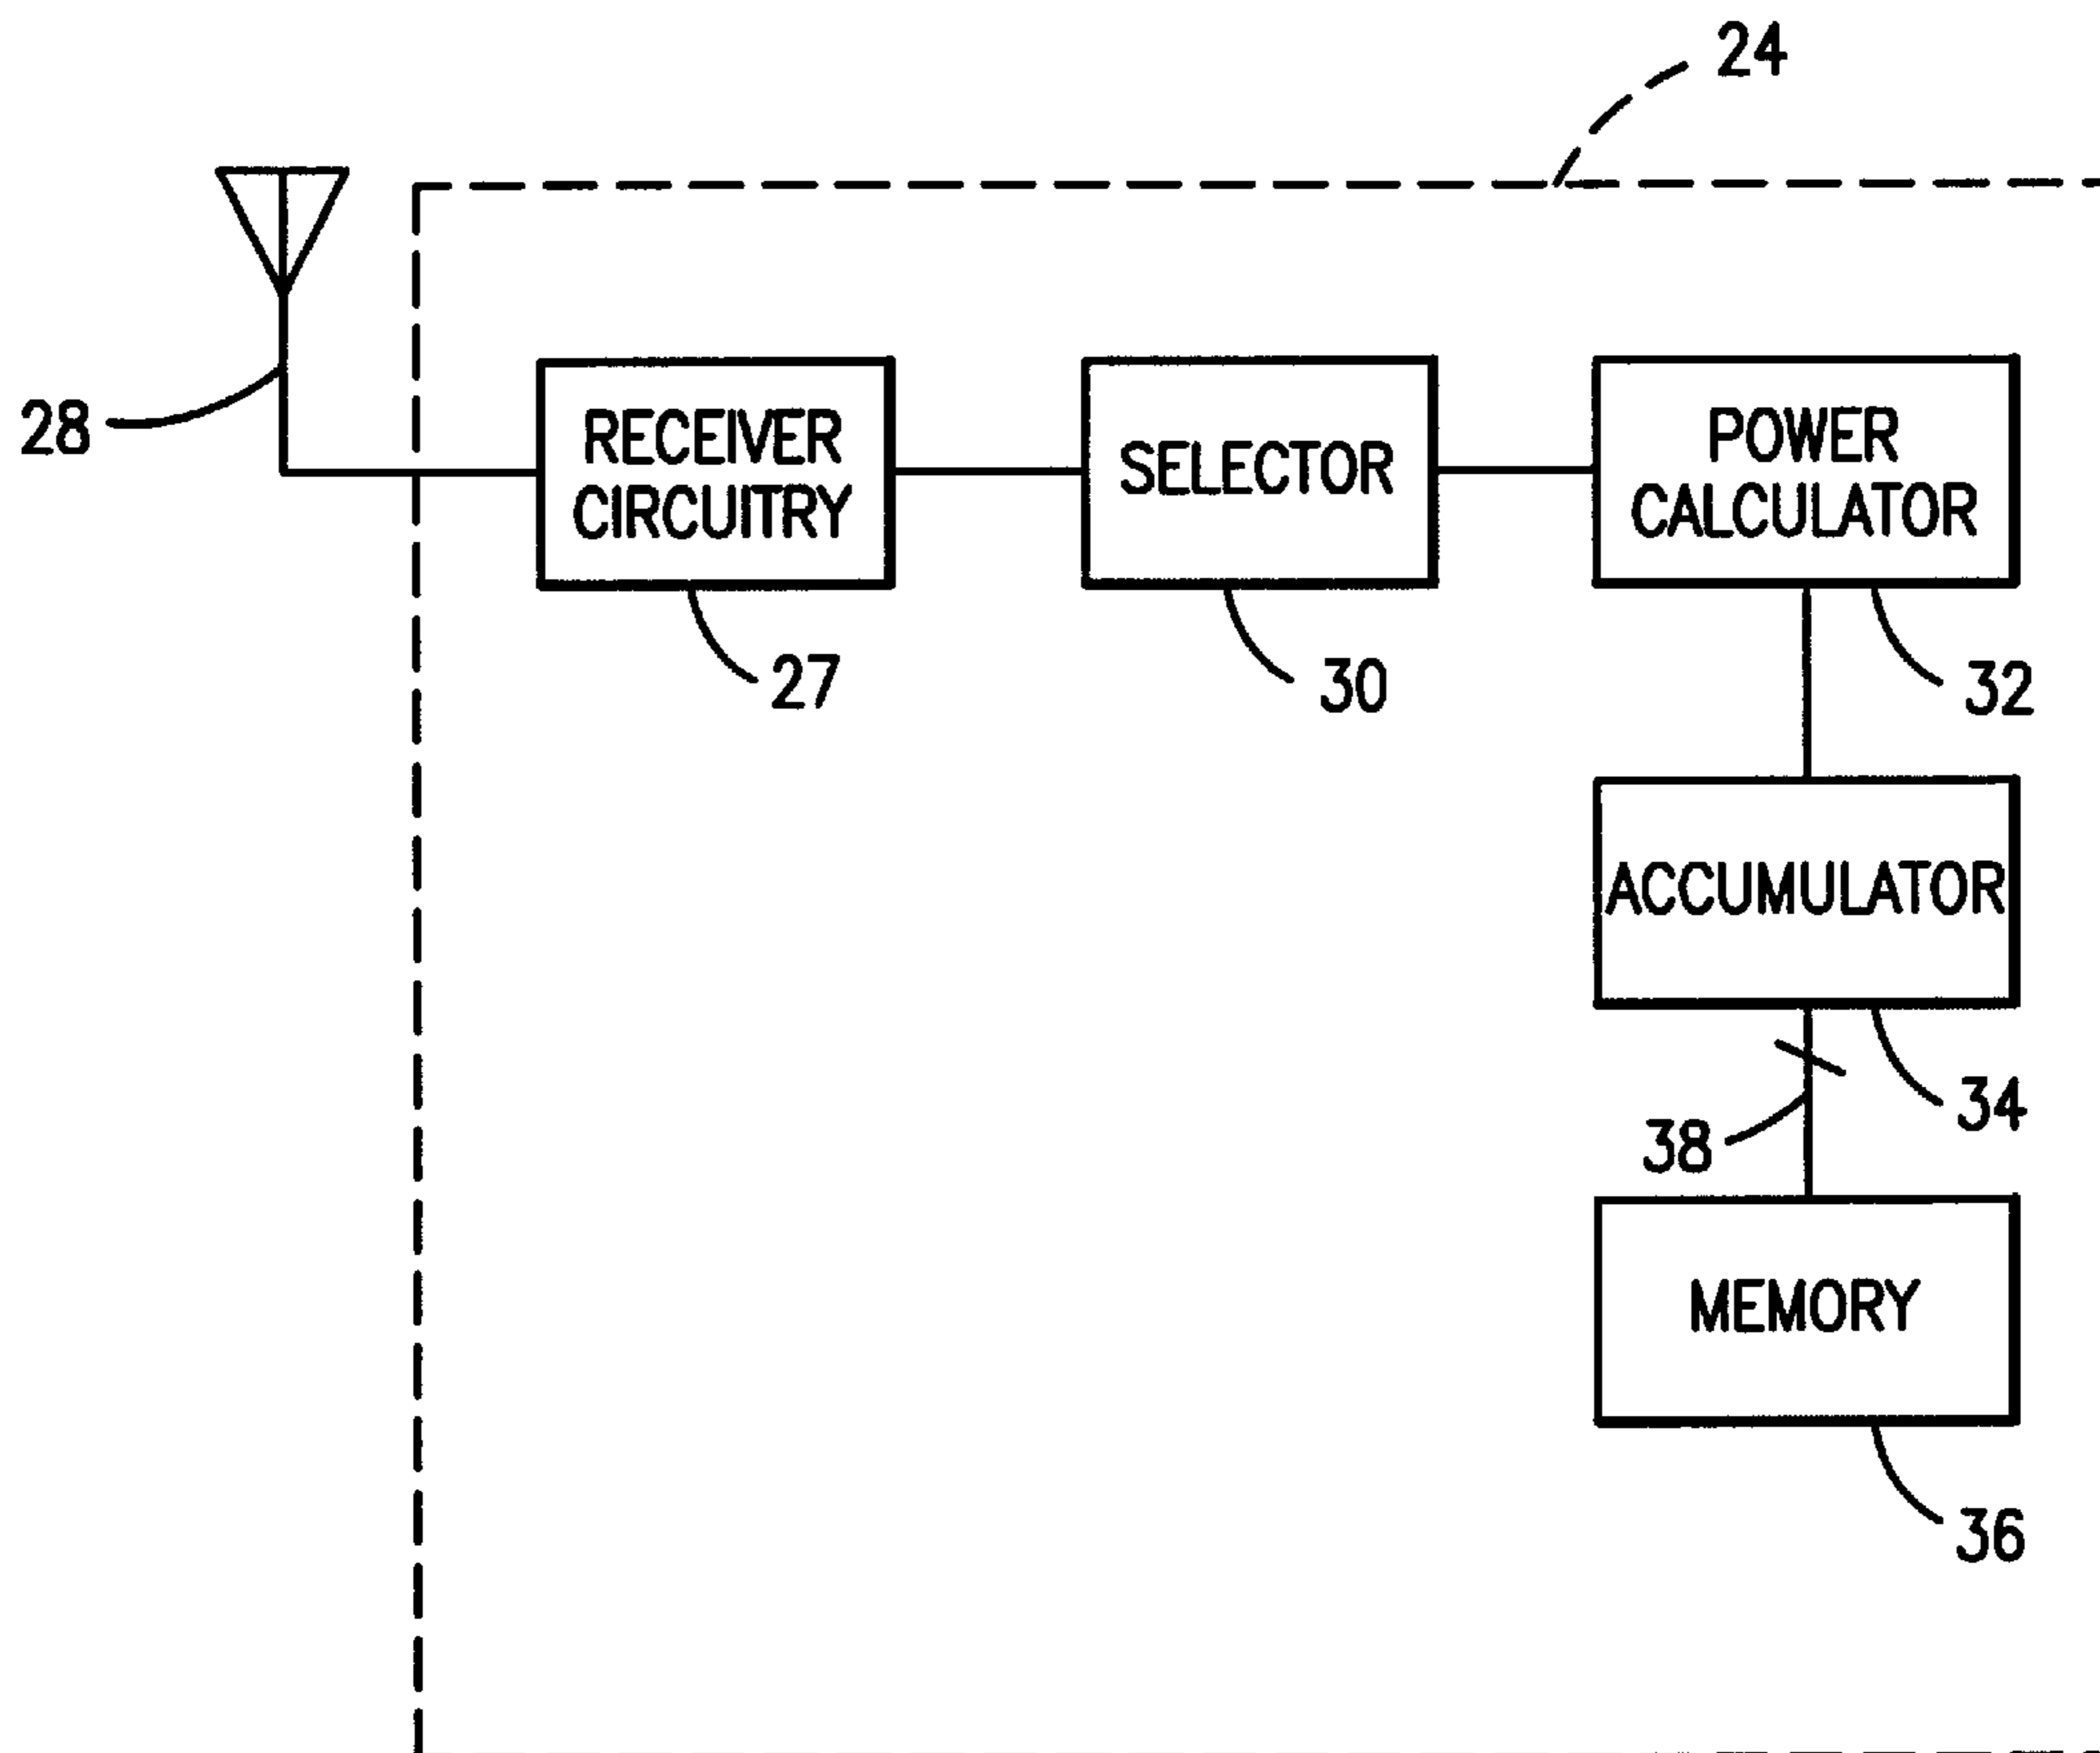 24
28
RECEIVER
CIRCUITRY
SELECTOR
POWER
CALCULATOR
27
30
32
ACCUMULATOR
34
38
MEMORY
36